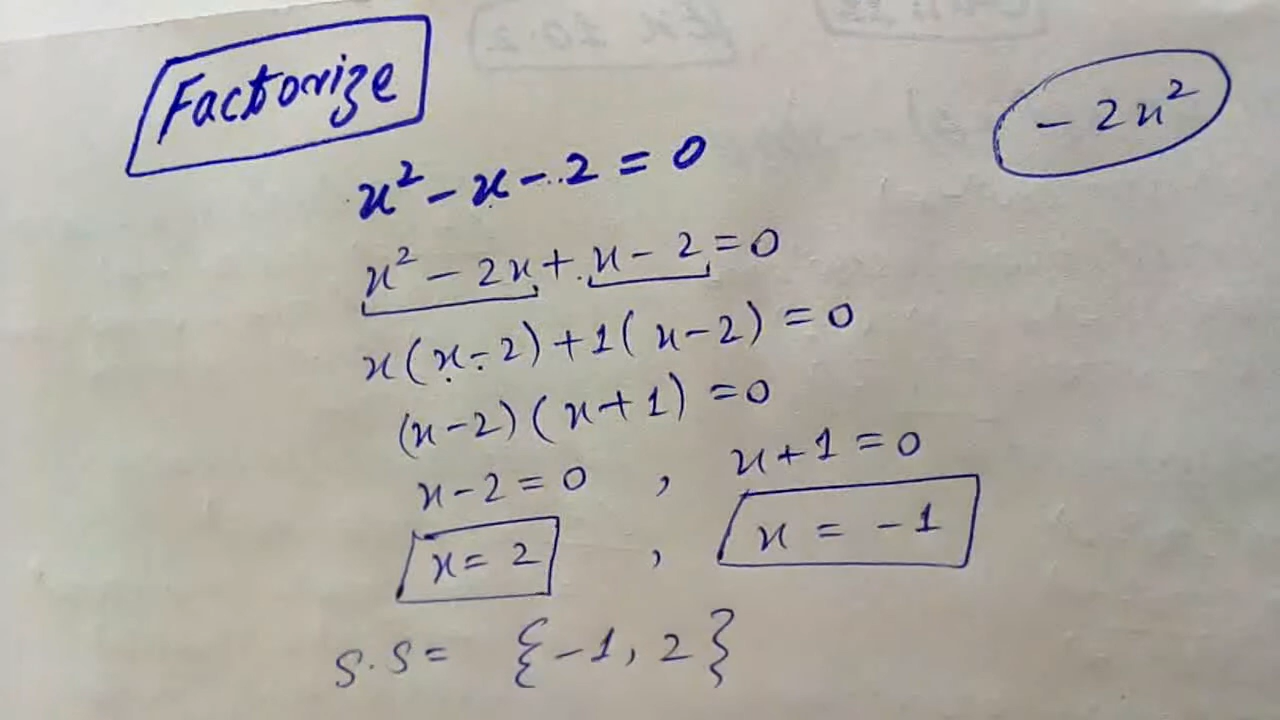 Factorize
- 2x²
x² - x - 2 = 0
x² - 2x + x - 2 = 0
x(x-2) + 1(x-2) = 0
(x-2)(x+1) = 0
x-2 = 0 , x+1 = 0
x = 2 , x = -1
S.S = {-1, 2}